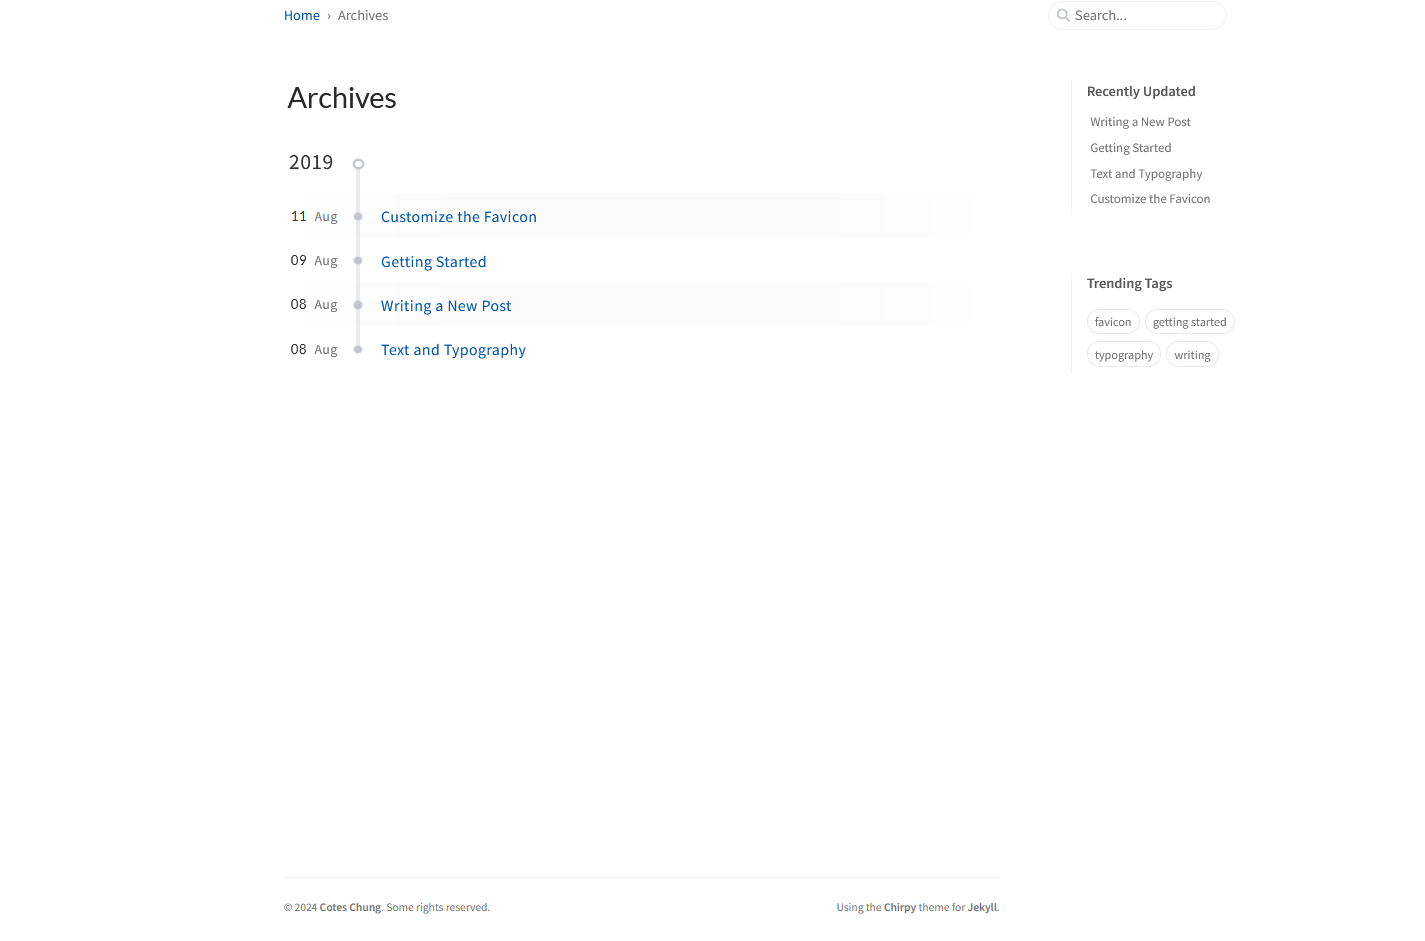 Home › Archives
Search...
Archives
2019
11 Aug Customize the Favicon
09 Aug Getting Started
08 Aug Writing a New Post
08 Aug Text and Typography
Recently Updated
Writing a New Post
Getting Started
Text and Typography
Customize the Favicon
Trending Tags
favicon getting started
typography writing
© 2024 Cotes Chung. Some rights reserved.
Using the Chirpy theme for Jekyll.